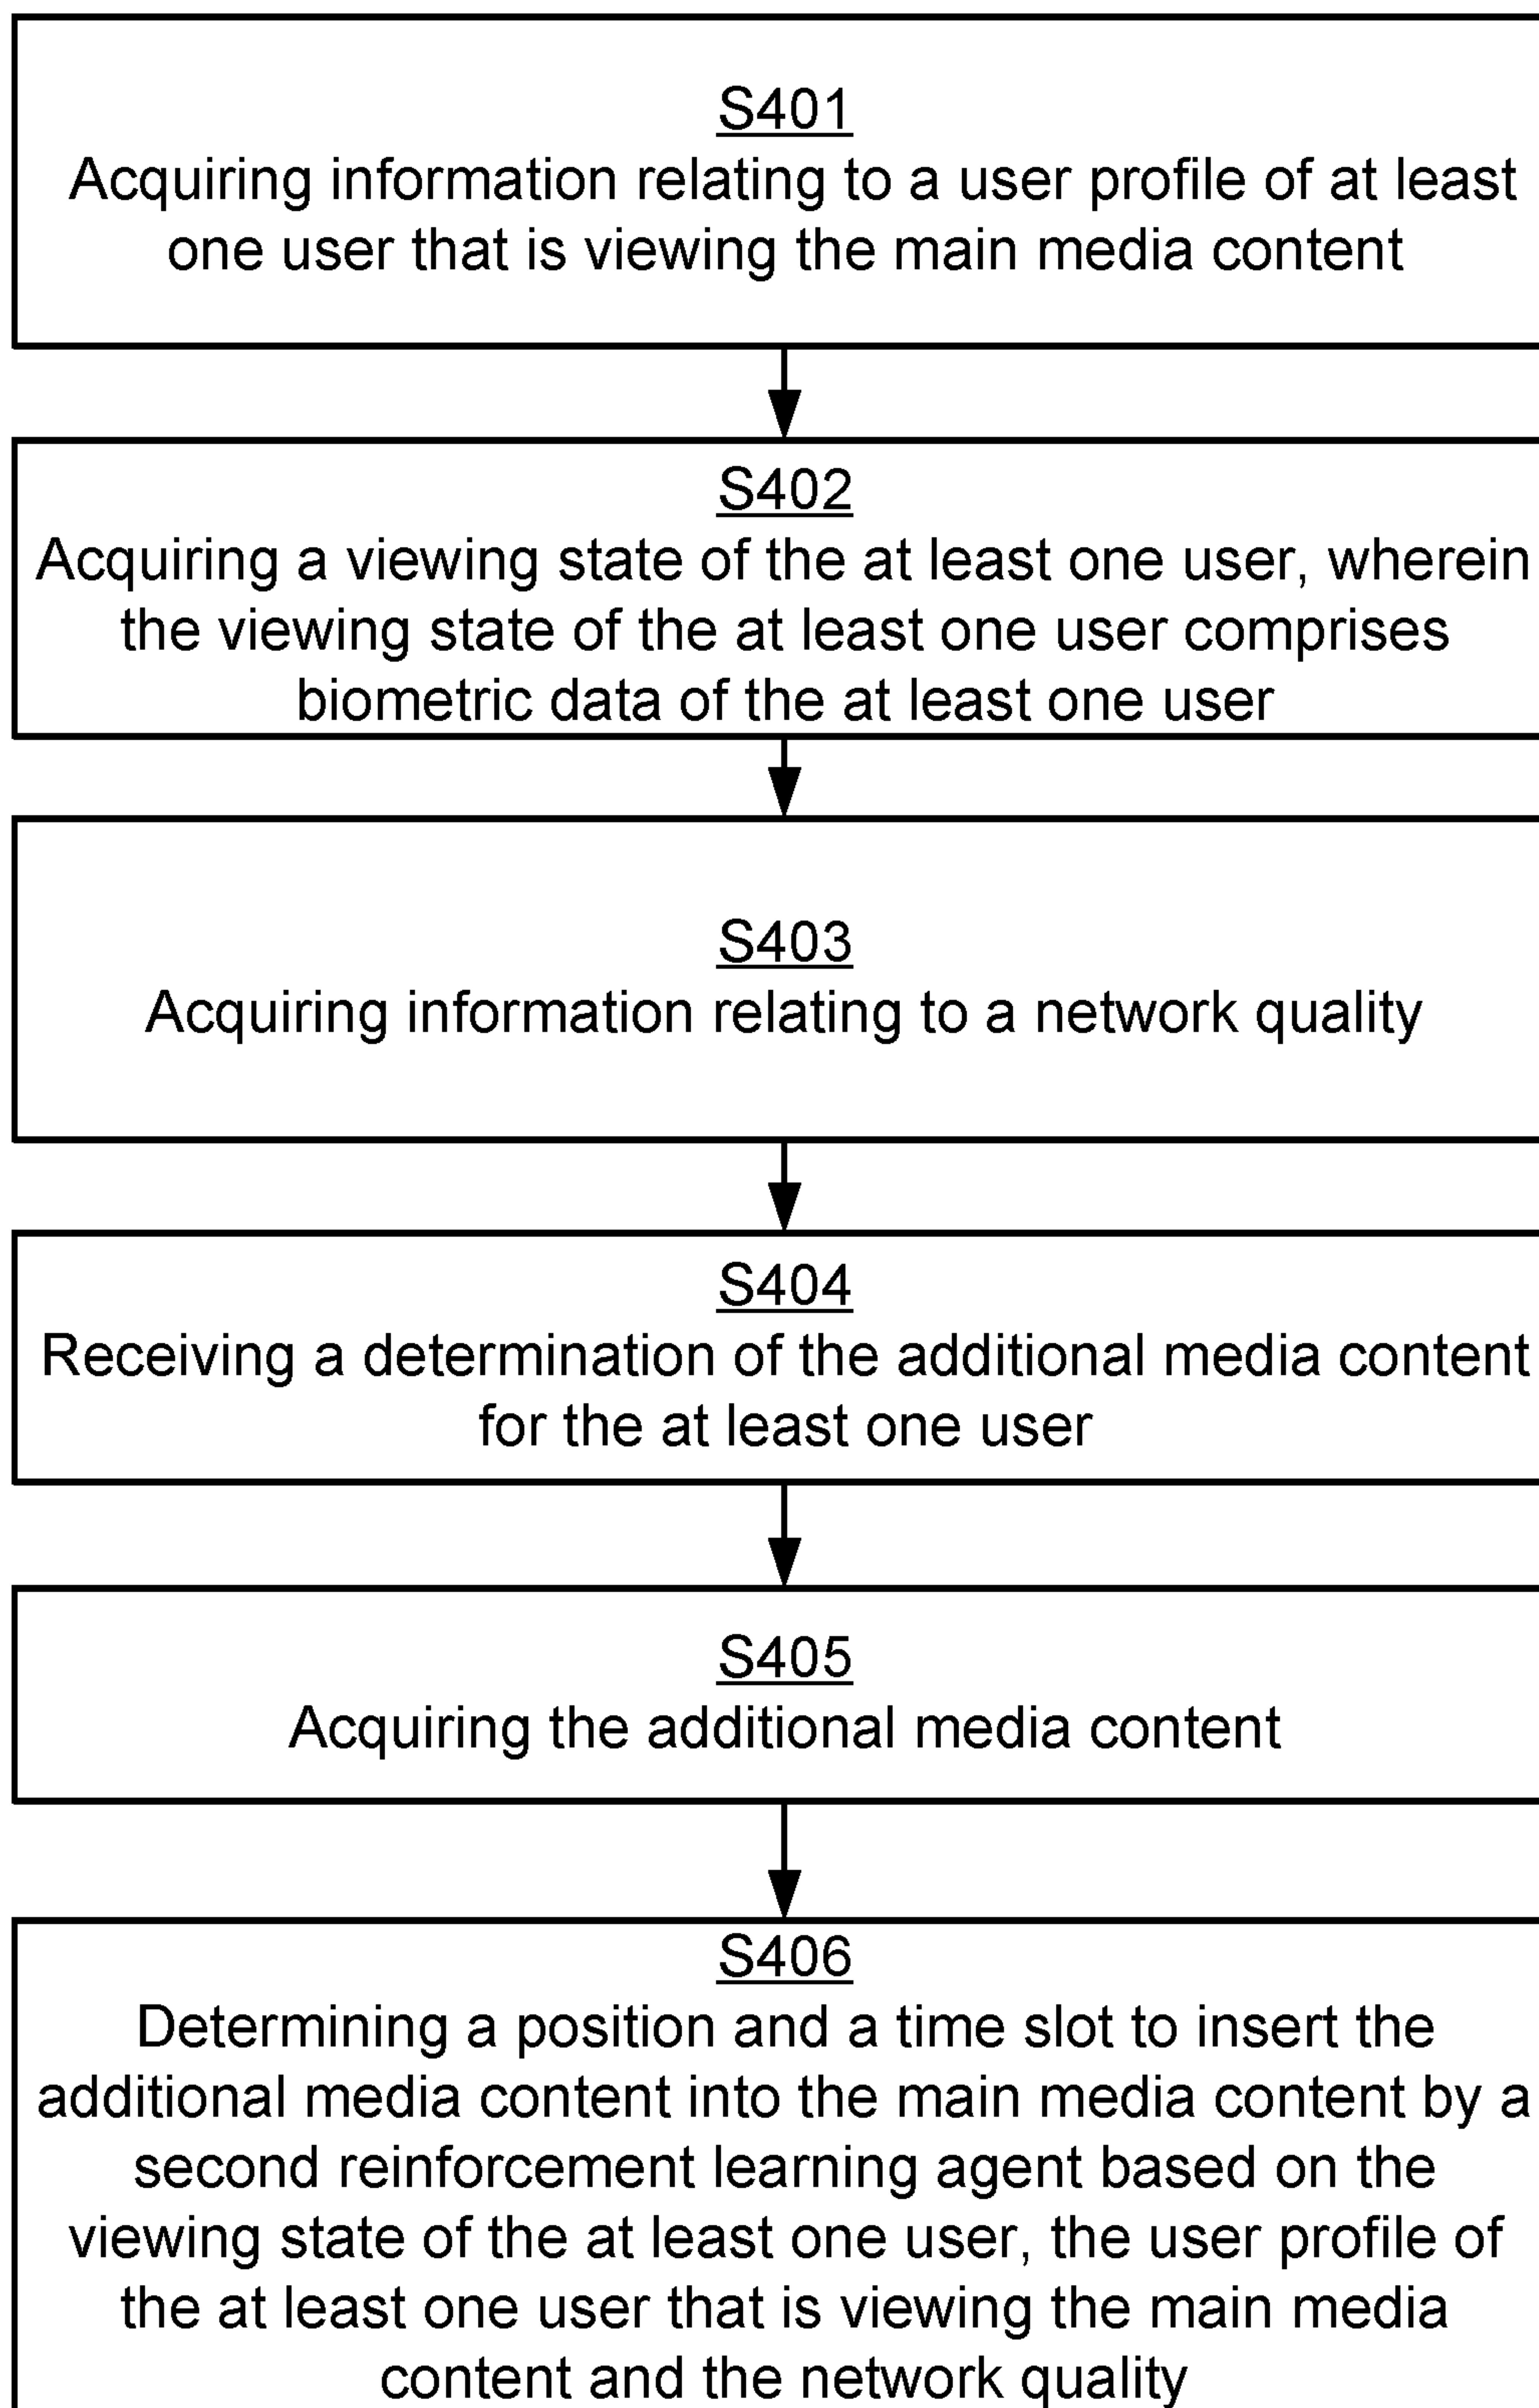 S401
Acquiring information relating to a user profile of at least
one user that is viewing the main media content
S402
Acquiring a viewing state of the at least one user, wherein
the viewing state of the at least one user comprises
biometric data of the at least one user
S403
Acquiring information relating to a network quality
S404
Receiving a determination of the additional media content
for the at least one user
S405
Acquiring the additional media content
S406
Determining a position and a time slot to insert the
additional media content into the main media content by a
second reinforcement learning agent based on the
viewing state of the at least one user, the user profile of
the at least one user that is viewing the main media
content and the network quality